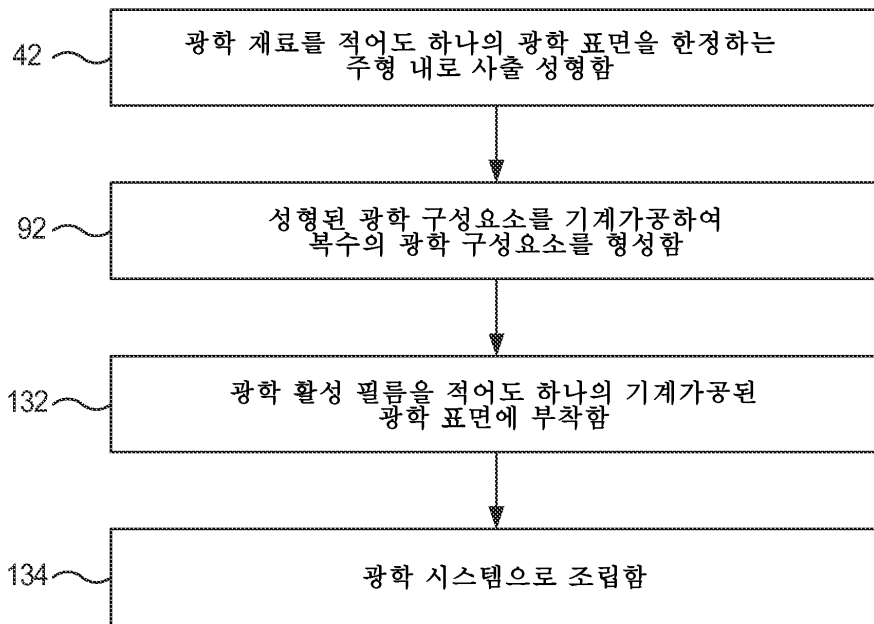 42
광학 재료를 적어도 하나의 광학 표면을 한정하는
주형 내로 사출 성형함
92
성형된 광학 구성요소를 기계가공하여
복수의 광학 구성요소를 형성함
132
광학 활성 필름을 적어도 하나의 기계가공된
광학 표면에 부착함
134
광학 시스템으로 조립함